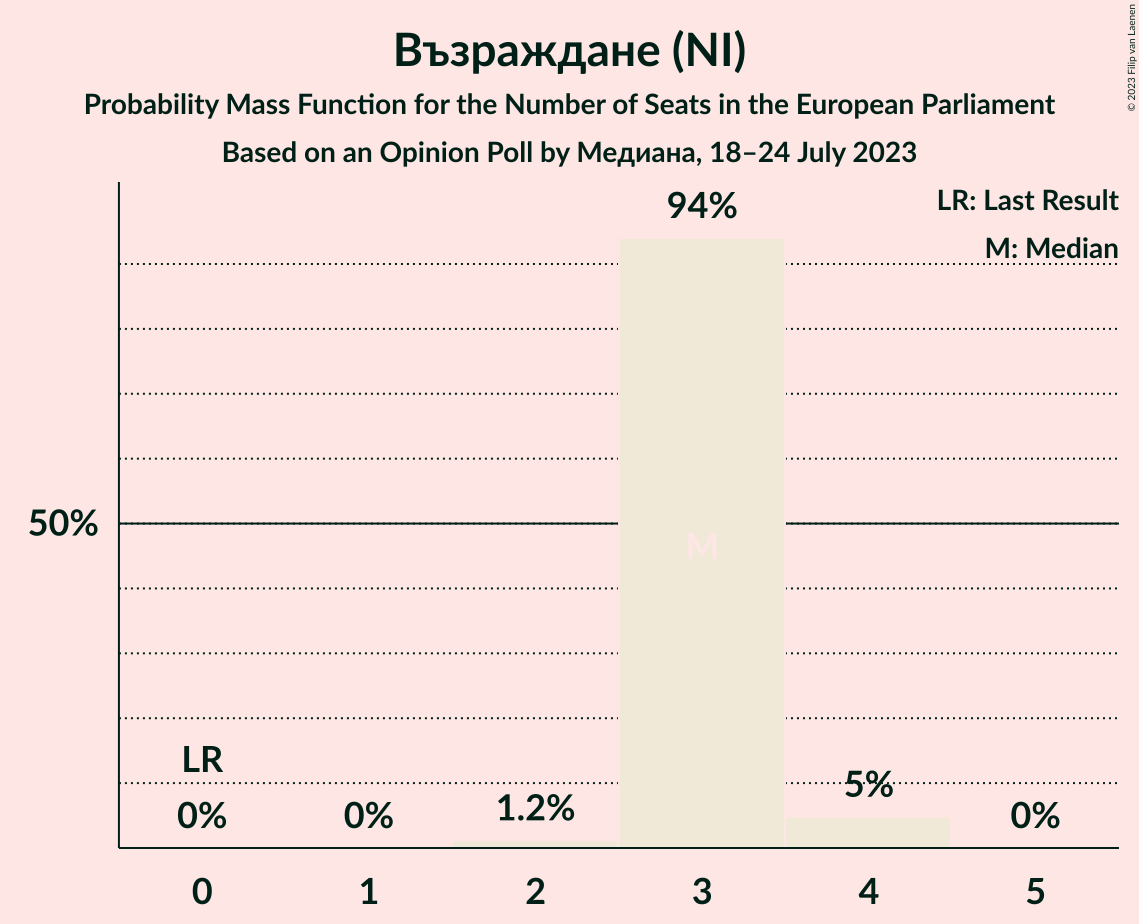 Възраждане (NI)
Probability Mass Function for the Number of Seats in the European Parliament
Based on an Opinion Poll by Медиана, 18–24 July 2023
© 2023 Filip van Laenen
LR: Last Result
M: Median
94%
50%
M
LR
0%
0%
1.2%
5%
0%
0
1
2
3
4
5